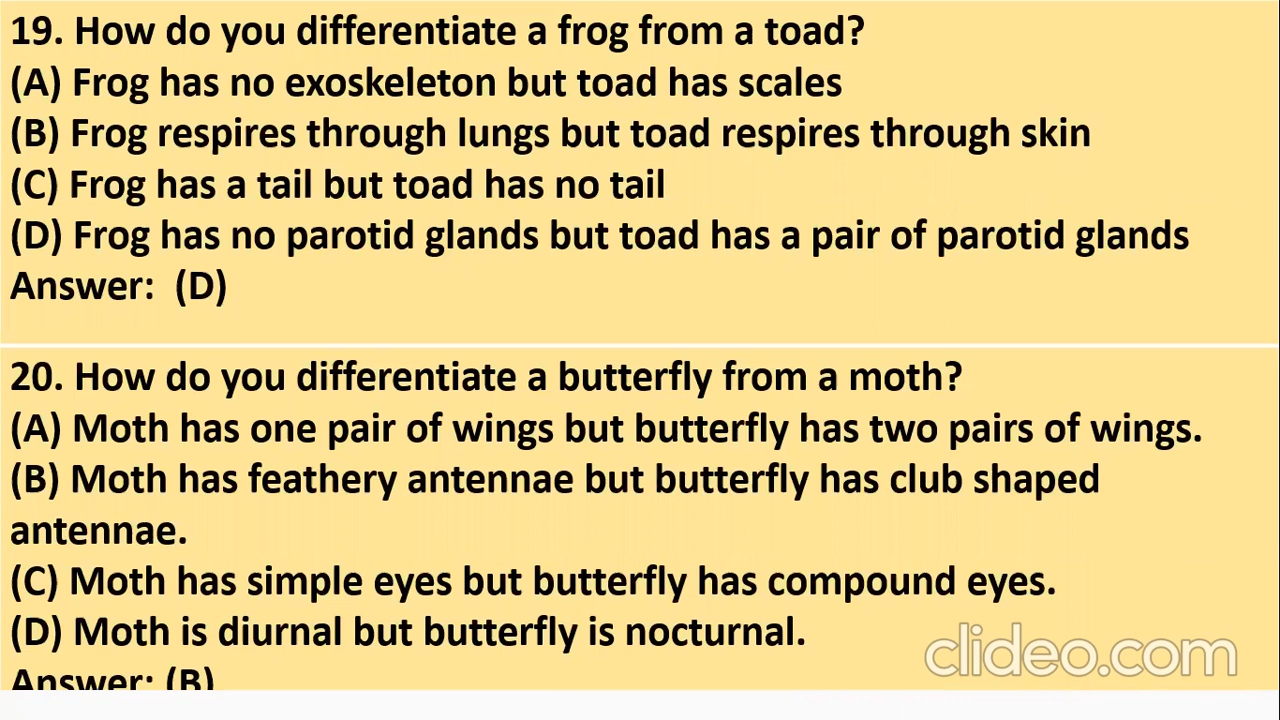 19. How do you differentiate a frog from a toad?
(A) Frog has no exoskeleton but toad has scales
(B) Frog respires through lungs but toad respires through skin
(C) Frog has a tail but toad has no tail
(D) Frog has no parotid glands but toad has a pair of parotid glands
Answer:  (D)
20. How do you differentiate a butterfly from a moth?
(A) Moth has one pair of wings but butterfly has two pairs of wings.
(B) Moth has feathery antennae but butterfly has club shaped
antennae.
(C) Moth has simple eyes but butterfly has compound eyes.
(D) Moth is diurnal but butterfly is nocturnal.
clideo.com
Answer: (B)